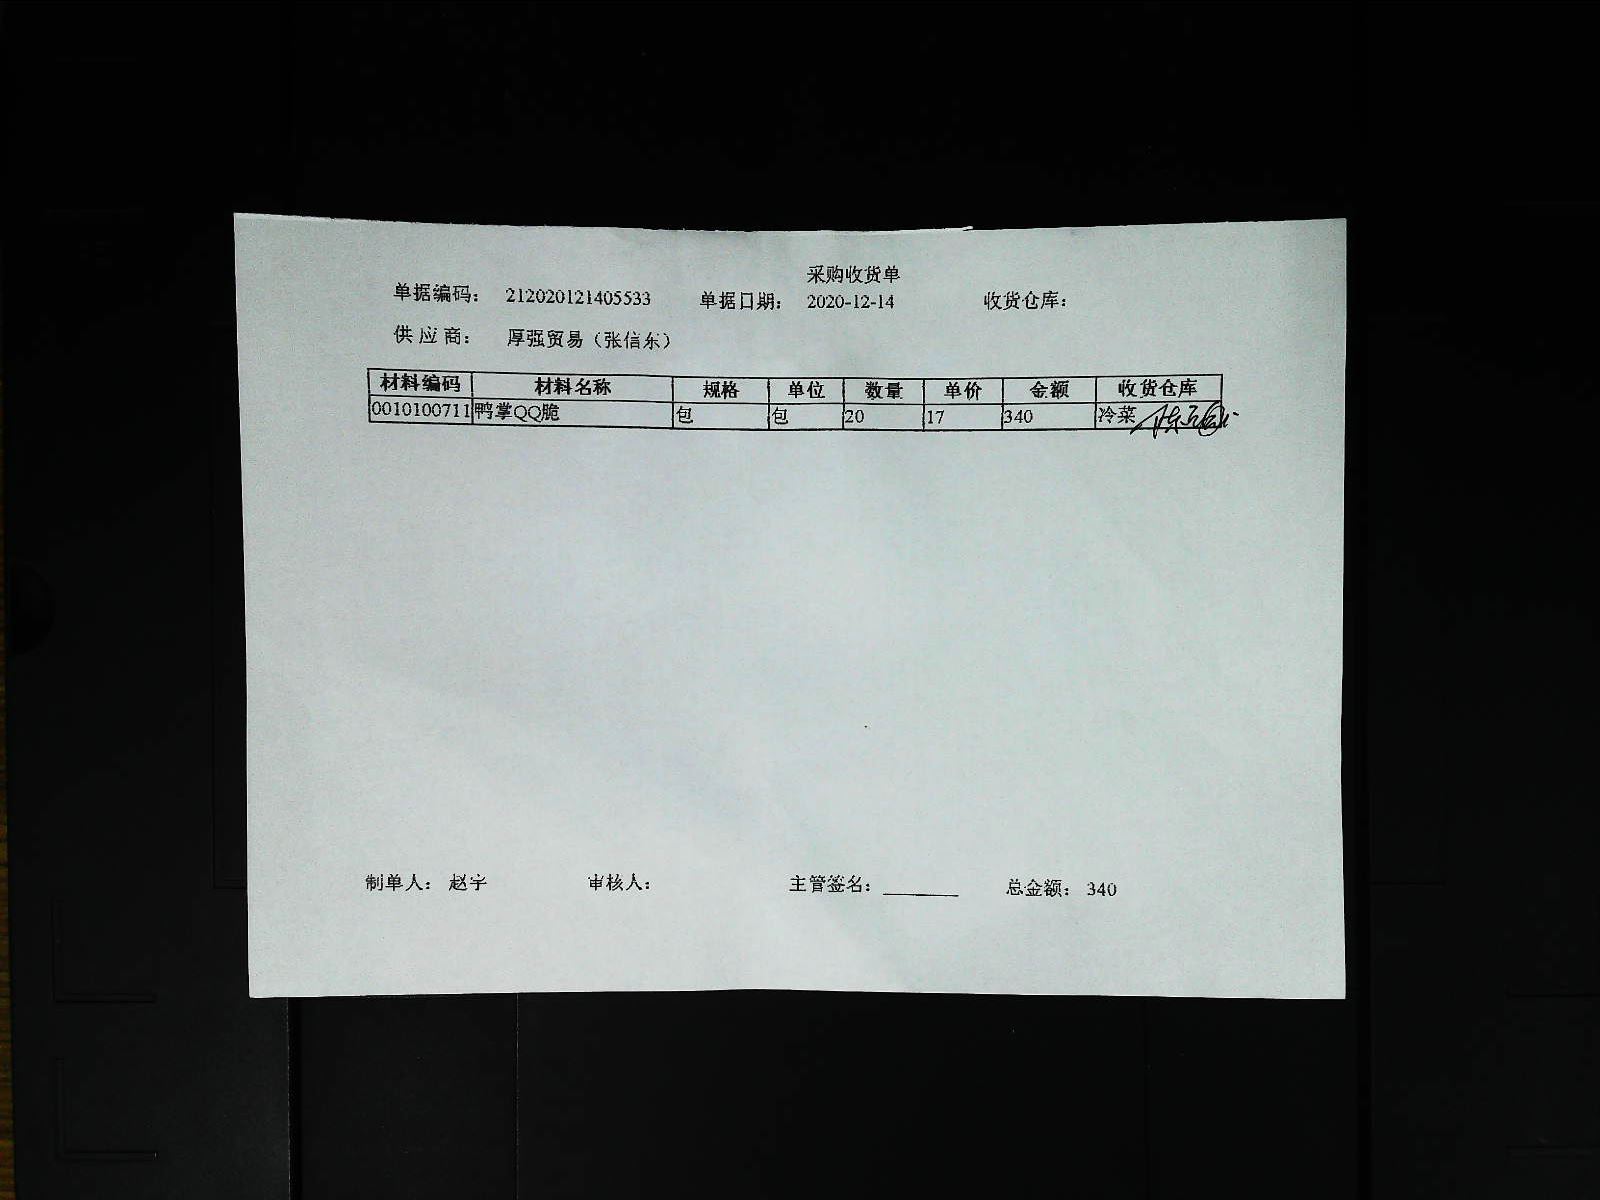 采购收货单
单据编码： 212020121405533 单据日期： 2020-12-14 收货仓库：
供 应 商： 厚强贸易（张信东）
材料编码 材料名称 规格 单位 数量 单价 金额 收货仓库
0010100711 鸭掌QQ脆 包 包 20 17 340 冷菜
制单人： 赵宇 审核人： 主管签名：______ 总金额： 340